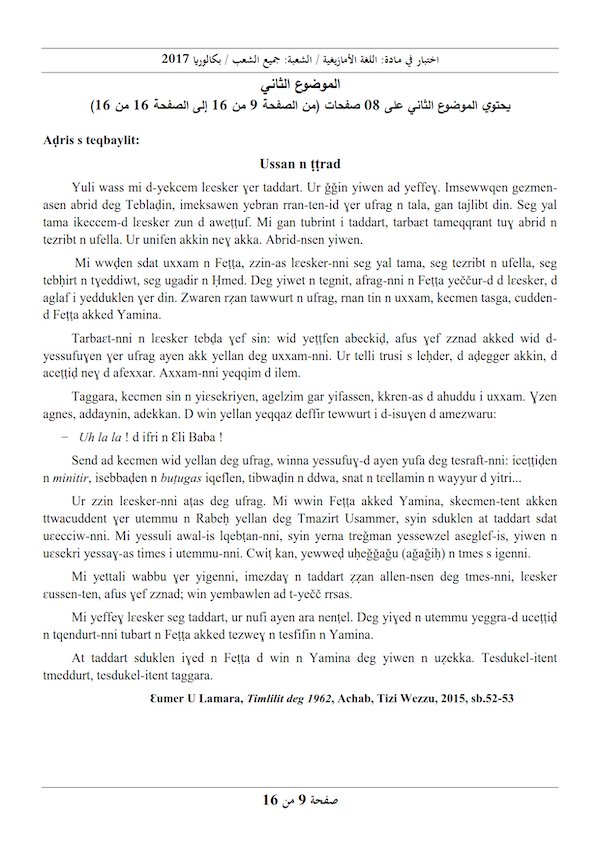 اختبار في مادة: اللغة الأمازيغية / الشعبة: جميع الشعب / بكالوريا 2017
الموضوع الثاني
يحتوي الموضوع الثاني على 08 صفحات (من الصفحة 9 من 16 إلى الصفحة 16 من 16)
Aḍris s teqbaylit:
Ussan n ṭṭrad
Yuli wass mi d-yekcem lɛesker ɣer taddart. Ur ǧǧin yiwen ad yeffeɣ. Imsewwqen gezmen-
asen abrid deg Teblaḍin, imeksawen yebran rran-ten-id ɣer ufrag n tala, gan tajlibt din. Seg yal
tama ikeccem-d lɛesker zun d aweṭṭuf. Mi gan tubrint i taddart, tarbaɛt tameqqrant tuɣ abrid n
tezribt n ufella. Ur unifen akkin neɣ akka. Abrid-nsen yiwen.
Mi wwḍen sdat uxxam n Feṭṭa, zzin-as lɛesker-nni seg yal tama, seg tezribt n ufella, seg
tebḥirt n tɣeddiwt, seg ugadir n Ḥmed. Deg yiwet n tegnit, afrag-nni n Feṭṭa yeččur-d d lɛesker, d
aglaf i yedduklen ɣer din. Zwaren rẓan tawwurt n ufrag, rnan tin n uxxam, kecmen tasga, cudden-
d Feṭṭa akked Yamina.
Tarbaɛt-nni n lɛesker tebḍa ɣef sin: wid yeṭṭfen abeckiḍ, afus ɣef zznad akked wid d-
yessufuɣen ɣer ufrag ayen akk yellan deg uxxam-nni. Ur telli trusi s leḥder, d aḍegger akkin, d
aceṭṭiḍ neɣ d afexxar. Axxam-nni yeqqim d ilem.
Taggara, kecmen sin n yiɛsekriyen, agelzim gar yifassen, kkren-as d ahuddu i uxxam. Ɣzen
agnes, addaynin, adekkan. D win yellan yeqqaz deffir tewwurt i d-isuɣen d amezwaru:
− Uh la la ! d ifri n Ɛli Baba !
Send ad kecmen wid yellan deg ufrag, winna yessufuɣ-d ayen yufa deg tesraft-nni: iceṭṭiḍen
n minitir, isebbaḍen n buṭugas iqeflen, tibwaḍin n ddwa, snat n tɛellamin n wayyur d yitri...
Ur zzin lɛesker-nni aṭas deg ufrag. Mi wwin Feṭṭa akked Yamina, skecmen-tent akken
ttwacuddent ɣer utemmu n Rabeḥ yellan deg Tmazirt Usammer, syin sduklen at taddart sdat
uɛecciw-nni. Mi yessuli awal-is lqebṭan-nni, syin yerna treǧman yessewzel aseglef-is, yiwen n
uɛsekri yessaɣ-as times i utemmu-nni. Cwiṭ kan, yewweḍ uḥeǧǧaǧu (aǧaǧiḥ) n tmes s igenni.
Mi yettali wabbu ɣer yigenni, imezdaɣ n taddart ẓẓan allen-nsen deg tmes-nni, lɛesker
ɛussen-ten, afus ɣef zznad; win yembawlen ad t-yečč rrsas.
Mi yeffeɣ lɛesker seg taddart, ur nufi ayen ara nenṭel. Deg yiɣed n utemmu yeggra-d uceṭṭiḍ
n tqendurt-nni tubart n Feṭṭa akked tezweɣ n tesfifin n Yamina.
At taddart sduklen iɣed n Feṭṭa d win n Yamina deg yiwen n uẓekka. Tesdukel-itent
tmeddurt, tesdukel-itent taggara.
Ɛumer U Lamara, Timlilit deg 1962, Achab, Tizi Wezzu, 2015, sb.52-53
صفحة 9 من 16